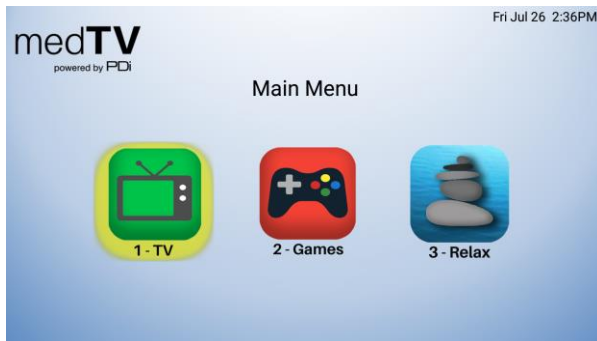 medTV
powered by PDi
Fri Jul 26 2:36PM
Main Menu
1 - TV
2 - Games
3 - Relax